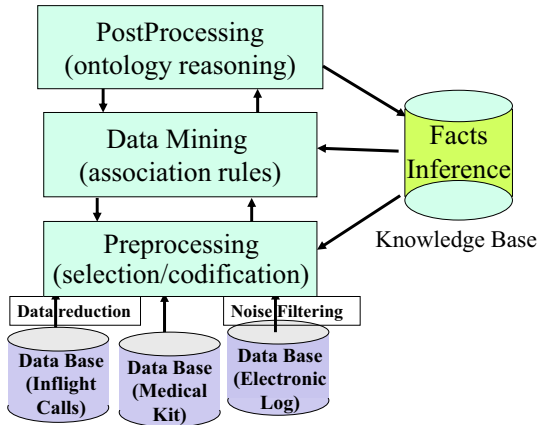 PostProcessing
(ontology reasoning)
Data Mining
(association rules)
Facts
Inference
Knowledge Base
Preprocessing
(selection/codification)
Data reduction
Noise Filtering
Data Base
(Inflight
Calls)
Data Base
(Medical
Kit)
Data Base
(Electronic
Log)